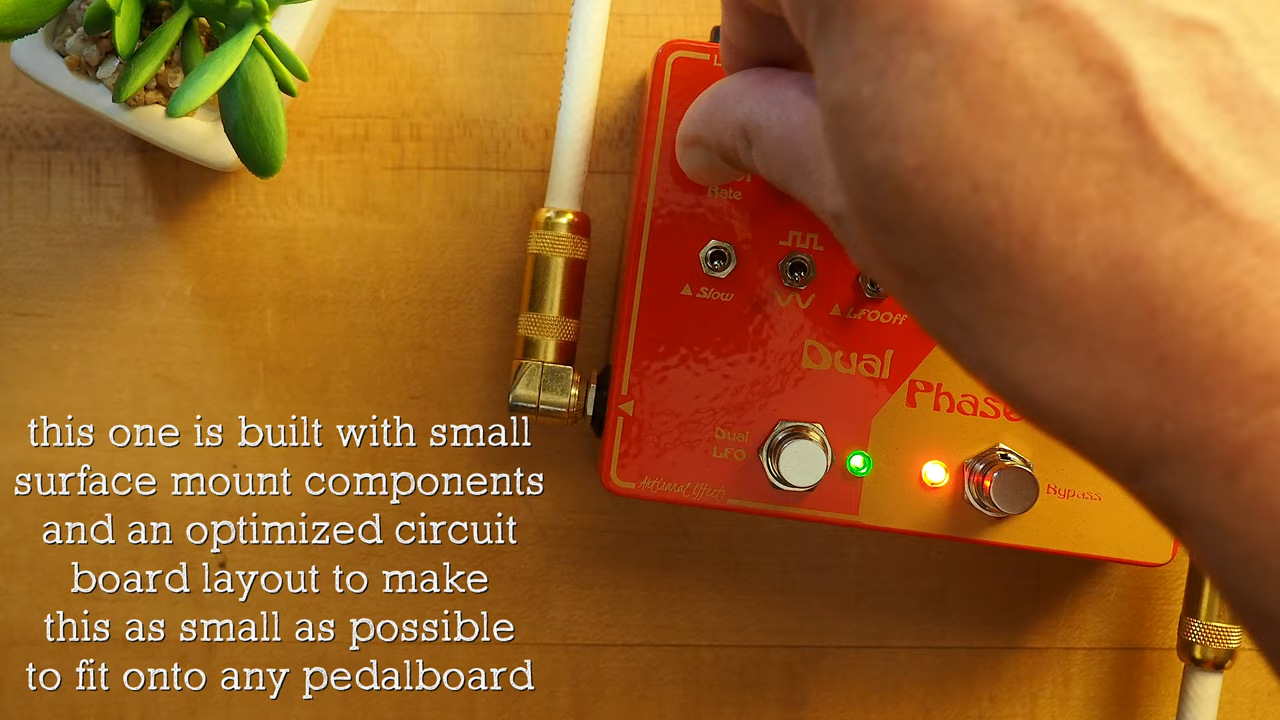 Rate
▲ Slow
▲ LFO Off
Dual
Phase
Dual
LFO
Bypass
Artisanal Effects
this one is built with small
surface mount components
and an optimized circuit
board layout to make
this as small as possible
to fit onto any pedalboard